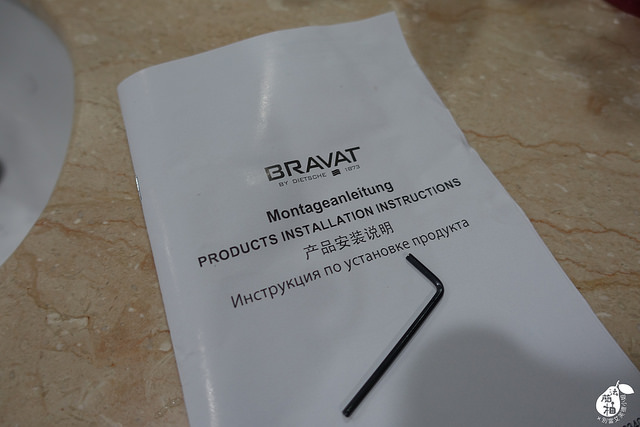 BRAVAT
BY DIETSCHE 1873
Montageanleitung
PRODUCTS INSTALLATION INSTRUCTIONS
产品安装说明
Инструкция по установке продукта